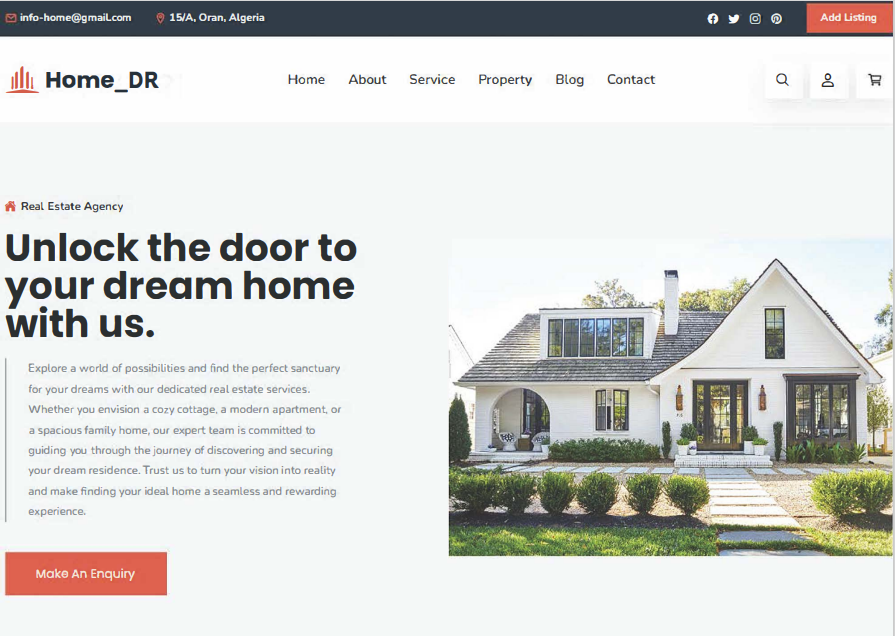 info-home@gmail.com
15/A, Oran, Algeria
Add Listing
Home_DR
Home
About
Service
Property
Blog
Contact
Real Estate Agency
Unlock the door to
your dream home
with us.
Explore a world of possibilities and find the perfect sanctuary
for your dreams with our dedicated real estate services.
Whether you envision a cozy cottage, a modern apartment, or
a spacious family home, our expert team is committed to
guiding you through the journey of discovering and securing
your dream residence. Trust us to turn your vision into reality
and make finding your ideal home a seamless and rewarding
experience.
Make An Enquiry